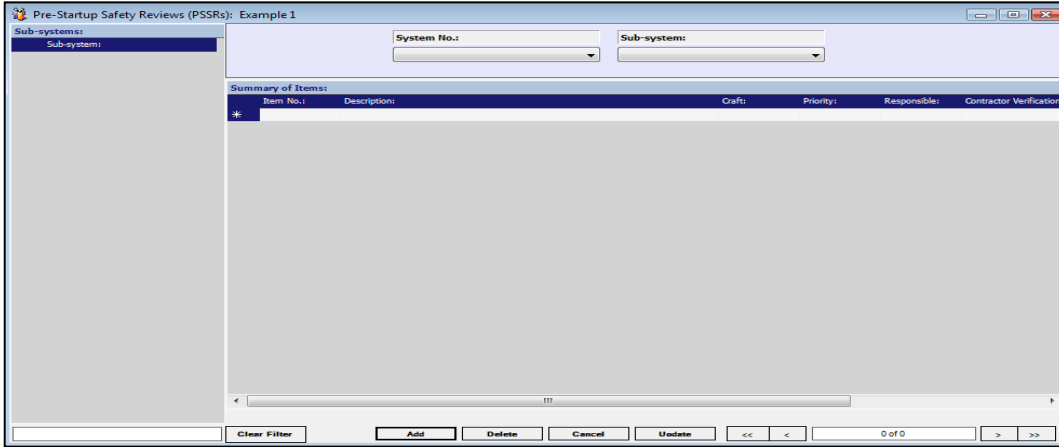 Pre-Startup Safety Reviews (PSSRs): Example 1
Sub-systems:
Sub-system:
System No.: Sub-system:
Summary of Items:
Item No.: Description: Craft: Priority: Responsible: Contractor Verification
Clear Filter Add Delete Cancel Update << < 0 of 0 > >>